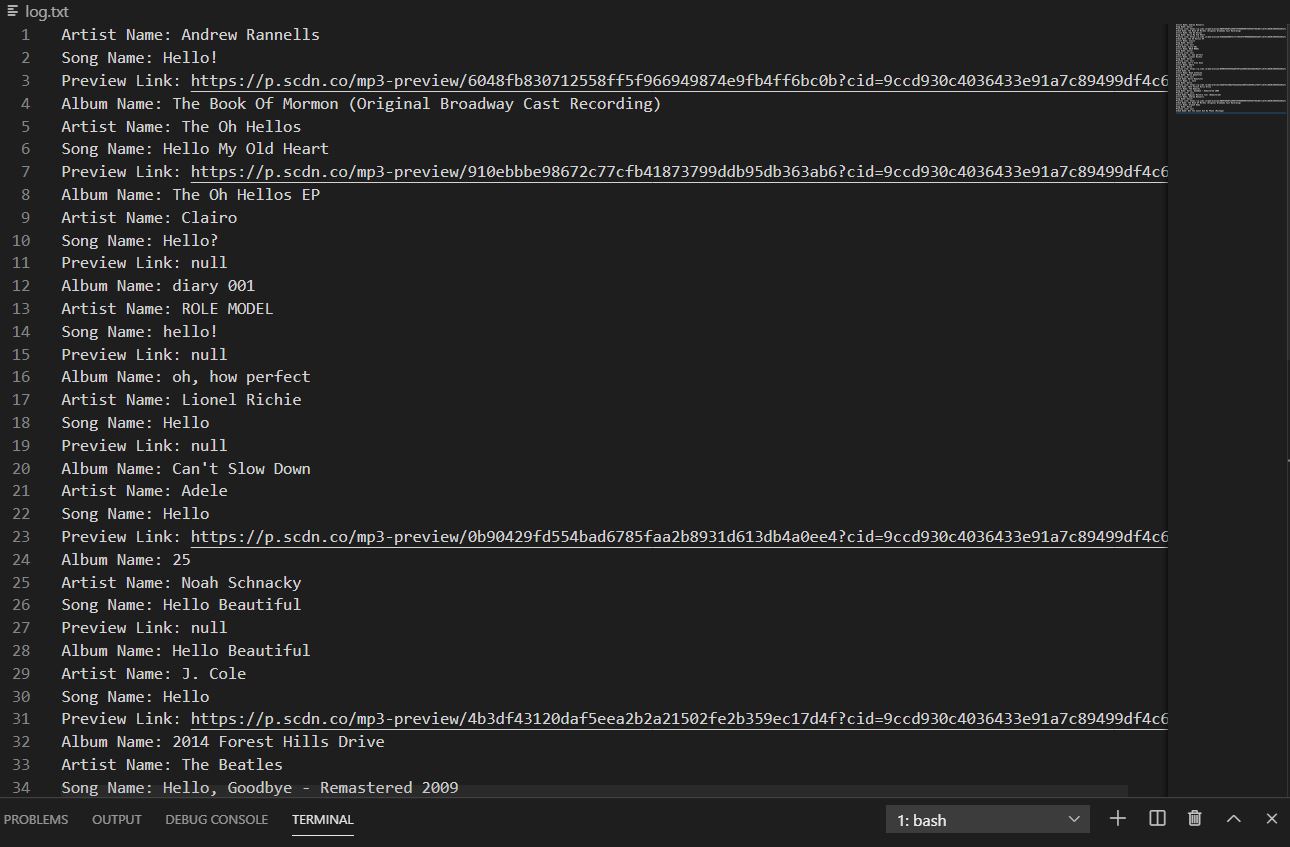 log.txt
1 Artist Name: Andrew Rannells
2 Song Name: Hello!
3 Preview Link: https://p.scdn.co/mp3-preview/6048fb830712558ff5f966949874e9fb4ff6bc0b?cid=9ccd930c4036433e91a7c89499df4c6
4 Album Name: The Book Of Mormon (Original Broadway Cast Recording)
5 Artist Name: The Oh Hellos
6 Song Name: Hello My Old Heart
7 Preview Link: https://p.scdn.co/mp3-preview/910ebbbe98672c77cfb41873799ddb95db363ab6?cid=9ccd930c4036433e91a7c89499df4c6
8 Album Name: The Oh Hellos EP
9 Artist Name: Clairo
10 Song Name: Hello?
11 Preview Link: null
12 Album Name: diary 001
13 Artist Name: ROLE MODEL
14 Song Name: hello!
15 Preview Link: null
16 Album Name: oh, how perfect
17 Artist Name: Lionel Richie
18 Song Name: Hello
19 Preview Link: null
20 Album Name: Can't Slow Down
21 Artist Name: Adele
22 Song Name: Hello
23 Preview Link: https://p.scdn.co/mp3-preview/0b90429fd554bad6785faa2b8931d613db4a0ee4?cid=9ccd930c4036433e91a7c89499df4c6
24 Album Name: 25
25 Artist Name: Noah Schnacky
26 Song Name: Hello Beautiful
27 Preview Link: null
28 Album Name: Hello Beautiful
29 Artist Name: J. Cole
30 Song Name: Hello
31 Preview Link: https://p.scdn.co/mp3-preview/4b3df43120daf5eea2b2a21502fe2b359ec17d4f?cid=9ccd930c4036433e91a7c89499df4c6
32 Album Name: 2014 Forest Hills Drive
33 Artist Name: The Beatles
34 Song Name: Hello, Goodbye - Remastered 2009
PROBLEMS OUTPUT DEBUG CONSOLE TERMINAL 1: bash